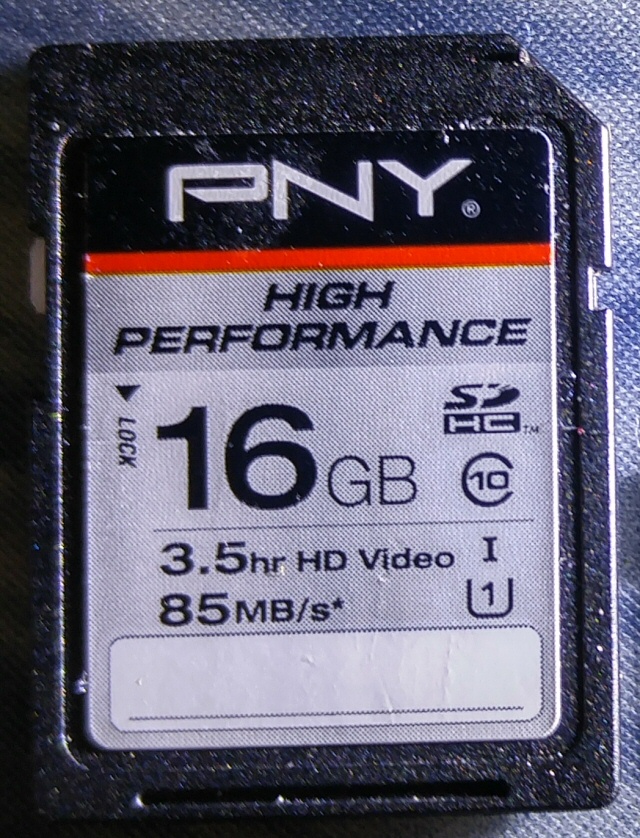 PNY®
HIGH
PERFORMANCE
LOCK
16GB
SD
HC™
10
3.5hr HD Video
I
85MB/s*
1